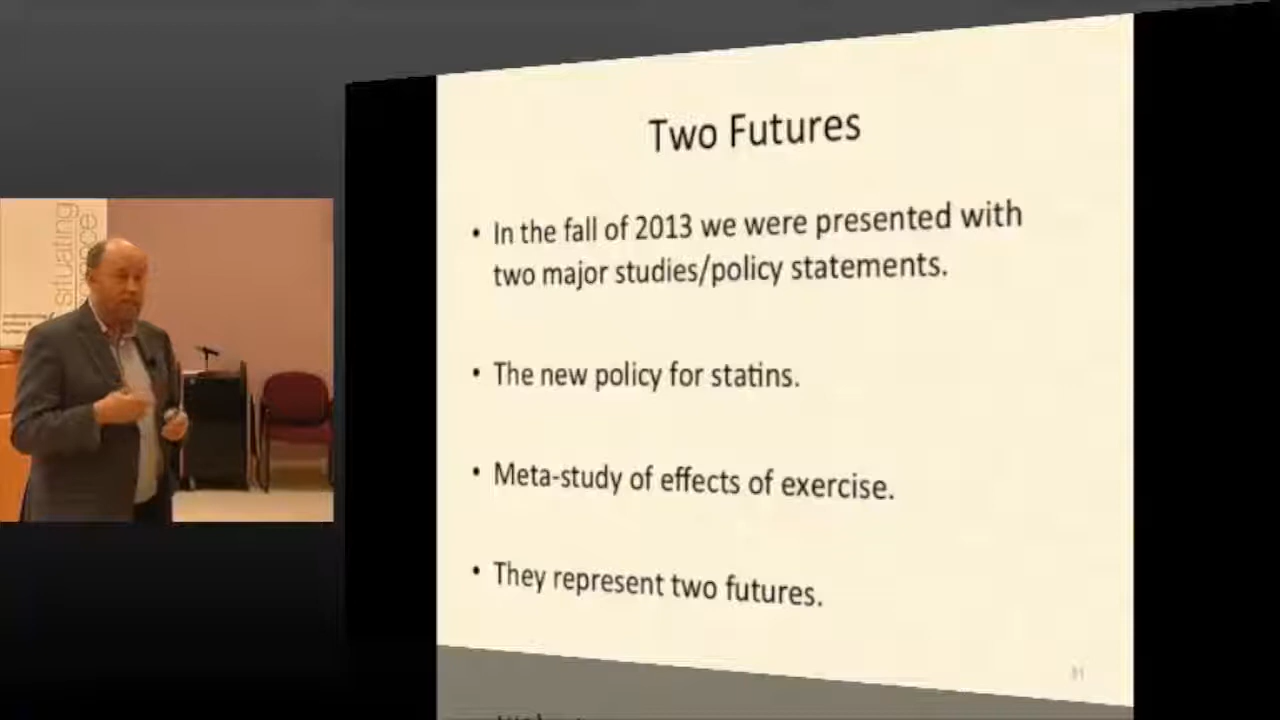 situating
Two Futures
• In the fall of 2013 we were presented with
two major studies/policy statements.
• The new policy for statins.
• Meta-study of effects of exercise.
• They represent two futures.